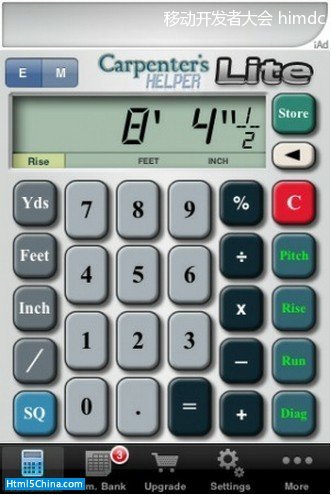 移动开发者大会 himdc
iAd
E M
Carpenter's
HELPER
Lite
8' 4" 1/2
Rise FEET INCH
Store
◄
Yds 7 8 9 % C
Feet 4 5 6 ÷ Pitch
Inch 1 2 3 x Rise
/ − Run
SQ 0 . = + Diag
3
m. Bank Upgrade Settings More
Html5China.com